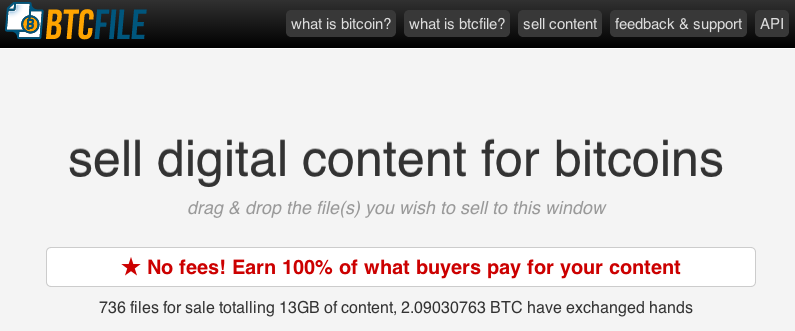 BTCFILE
what is bitcoin?
what is btcfile?
sell content
feedback & support
API
sell digital content for bitcoins
drag & drop the file(s) you wish to sell to this window
★ No fees! Earn 100% of what buyers pay for your content
736 files for sale totalling 13GB of content, 2.09030763 BTC have exchanged hands